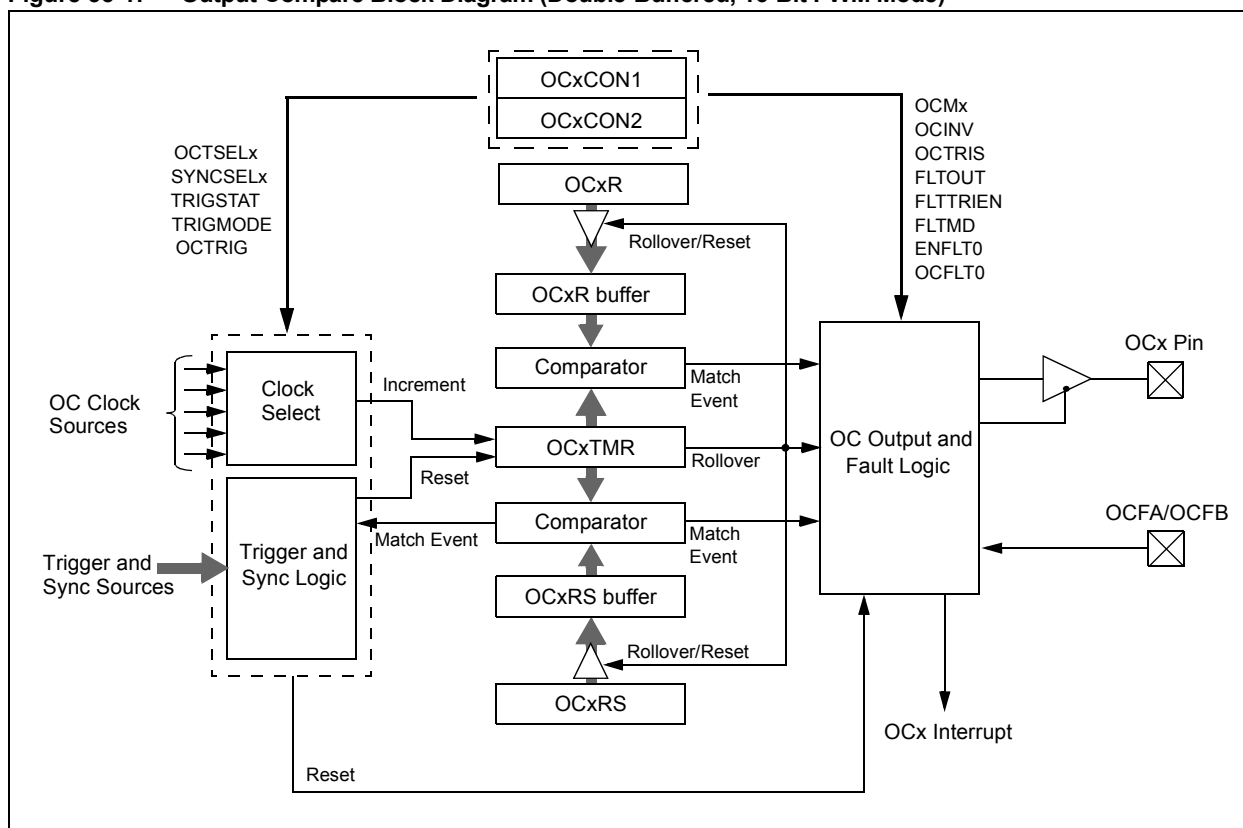 Figure Output Compare Block Diagram (Double-Buffered, 16-Bit PWM Mode)
OCxCON1
OCxCON2
OCTSELx
SYNCSELx
TRIGSTAT
TRIGMODE
OCTRIG
OCMx
OCINV
OCTRIS
FLTOUT
FLTTRIEN
FLTMD
ENFLT0
OCFLT0
OCxR
Rollover/Reset
OCxR buffer
Comparator
Match
Event
OC Clock
Sources
Clock
Select
Increment
Reset
OCxTMR
Rollover
OC Output and
Fault Logic
OCx Pin
Comparator
Match Event
Match
Event
OCFA/OCFB
Trigger and
Sync Sources
Trigger and
Sync Logic
OCxRS buffer
Rollover/Reset
OCxRS
OCx Interrupt
Reset